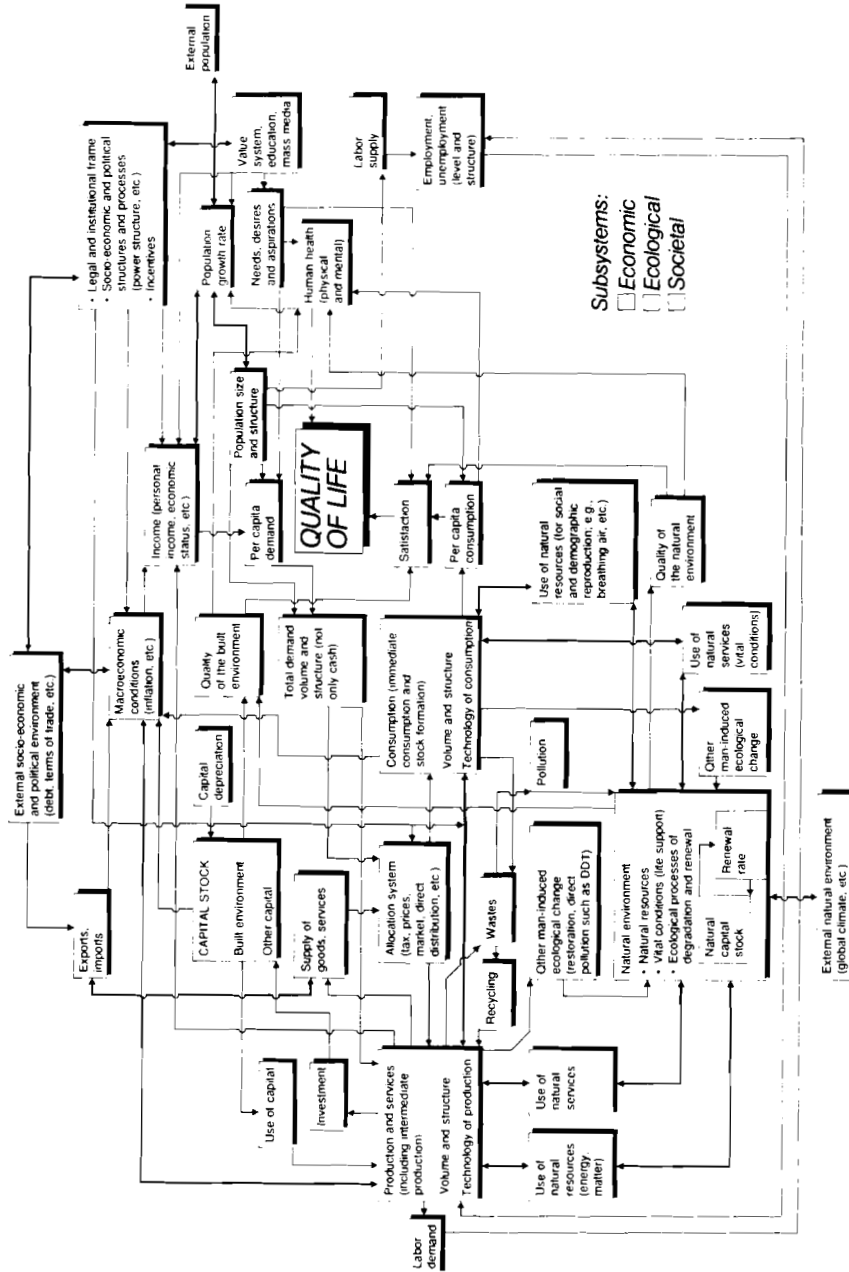 External socio-economic
and political environment
(debt, terms of trade, etc.)
• Legal and institutional frame
• Socio-economic and political
structures and processes
(power structure, etc.)
• Incentives
External
population
Exports,
imports
Macroeconomic
conditions
(inflation, etc.)
Income (personal
income, economic
status, etc.)
Population
growth rate
Value
system,
education,
mass media
Use of capital
CAPITAL STOCK
Built environment
Other capital
Capital
depreciation
Quality
of the built
environment
Per capita
demand
Population size
and structure
Needs, desires
and aspirations
Investment
Supply of
goods, services
Total demand
volume and
structure (not
only cash)
QUALITY
OF LIFE
Human health
(physical
and mental)
Labor
demand
Production and services
(including intermediate
production)
Volume and structure
Technology of production
Allocation system
(tax, prices,
market, direct
distribution, etc.)
Consumption (immediate
consumption and
stock formation)
Volume and structure
Technology of consumption
Satisfaction
Per capita
consumption
Labor
supply
Employment,
unemployment
(level and
structure)
Recycling
Wastes
Pollution
Use of natural
resources
(energy,
matter)
Use of
natural
services
Other man-induced
ecological change
(restoration, direct
pollution such as DDT)
Use of natural
resources (for social
and demographic
reproduction; e.g.,
breathing air, etc.)
Natural environment
• Natural resources
• Vital conditions (life support)
• Ecological processes of
degradation and renewal
Natural
capital
stock
Renewal
rate
Other
man-induced
ecological
change
Use of
natural
services
(vital
conditions)
Quality of
the natural
environment
Subsystems:
Economic
Ecological
Societal
External natural environment
(global climate, etc.)